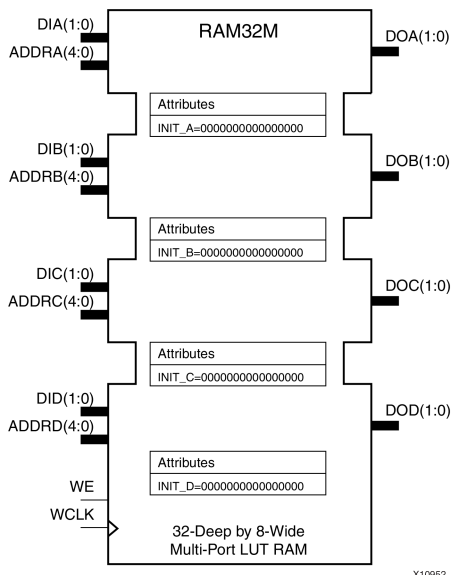 RAM32M
DIA(1:0)
ADDRA(4:0)
DOA(1:0)
Attributes
INIT_A=0000000000000000
DIB(1:0)
ADDRB(4:0)
DOB(1:0)
Attributes
INIT_B=0000000000000000
DIC(1:0)
ADDRC(4:0)
DOC(1:0)
Attributes
INIT_C=0000000000000000
DID(1:0)
ADDRD(4:0)
DOD(1:0)
Attributes
INIT_D=0000000000000000
WE
WCLK
32-Deep by 8-Wide
Multi-Port LUT RAM
X10952